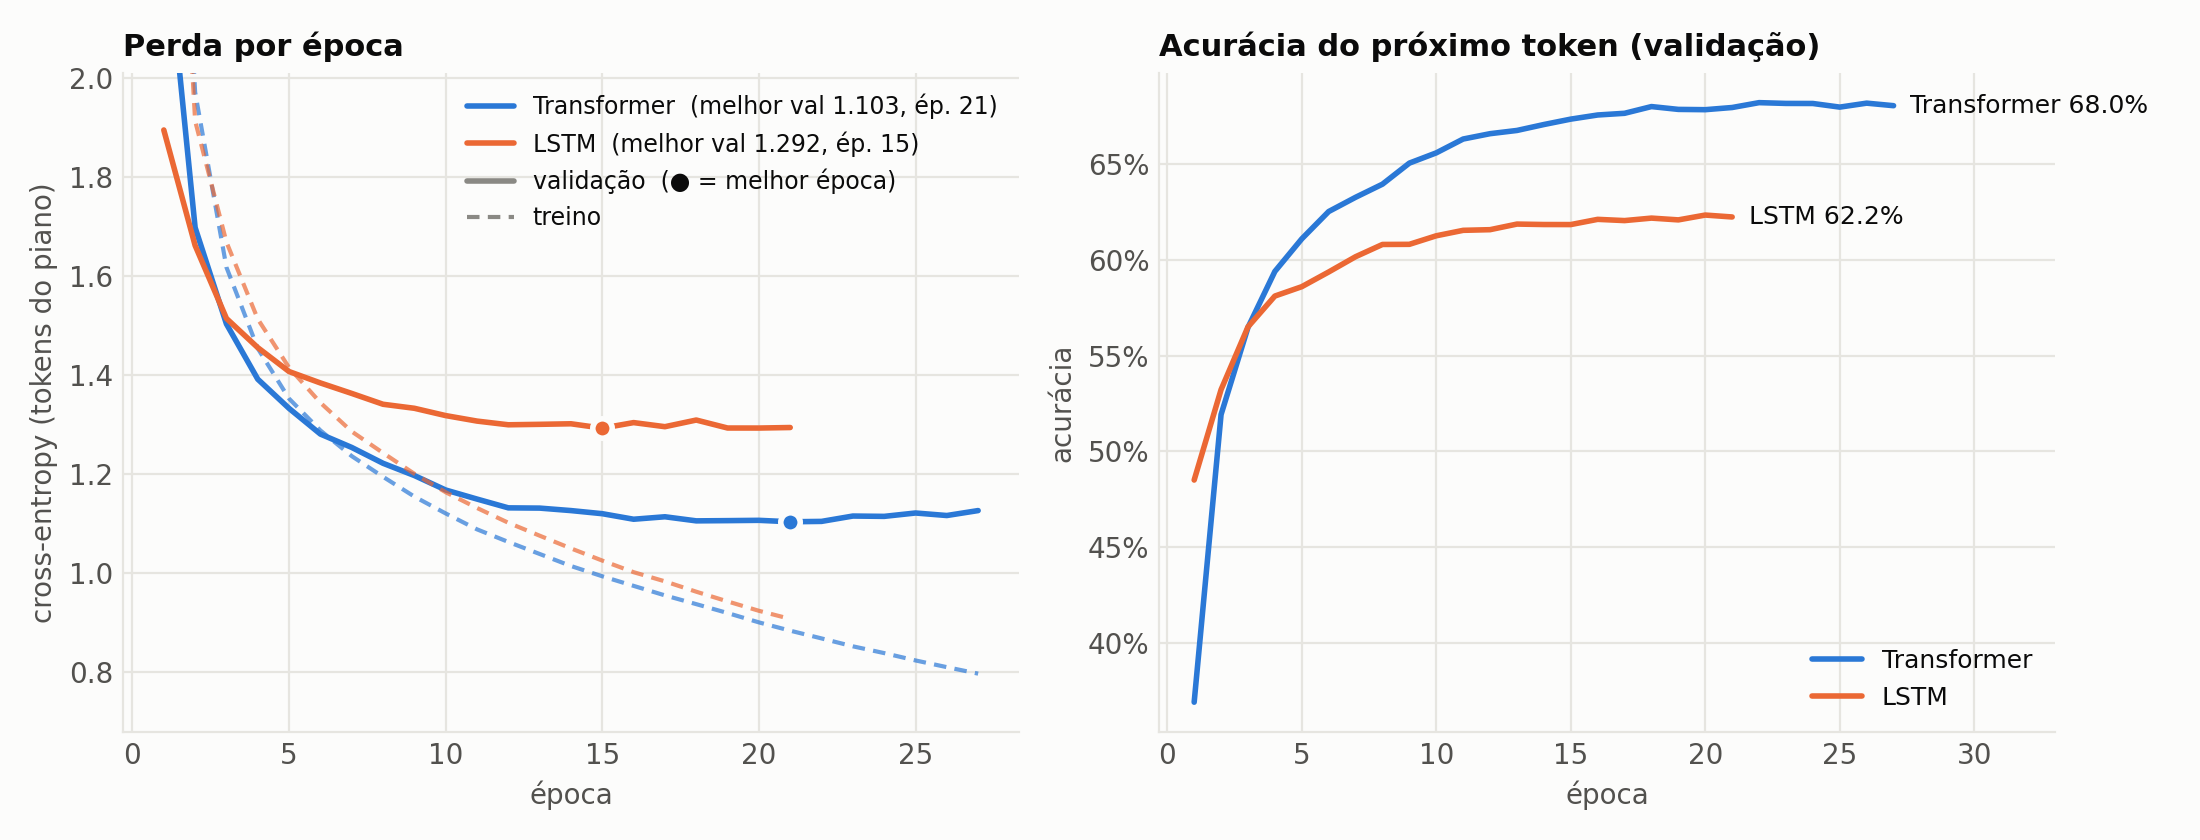 Perda por época
2.0
1.8
1.6
1.4
1.2
1.0
0.8
cross-entropy (tokens do piano)
0 5 10 15 20 25
época
Transformer (melhor val 1.103, ép. 21)
LSTM (melhor val 1.292, ép. 15)
validação (● = melhor época)
treino
Acurácia do próximo token (validação)
65%
60%
55%
50%
45%
40%
acurácia
0 5 10 15 20 25 30
época
Transformer 68.0%
LSTM 62.2%
Transformer
LSTM